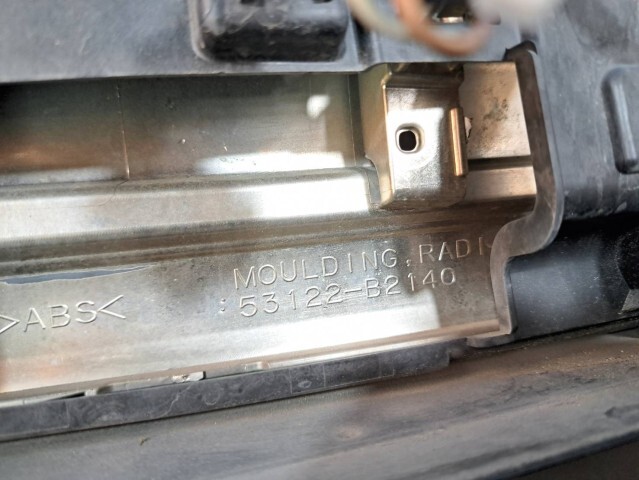 MOULDING, RADI
: 53122-B2140
>ABS<